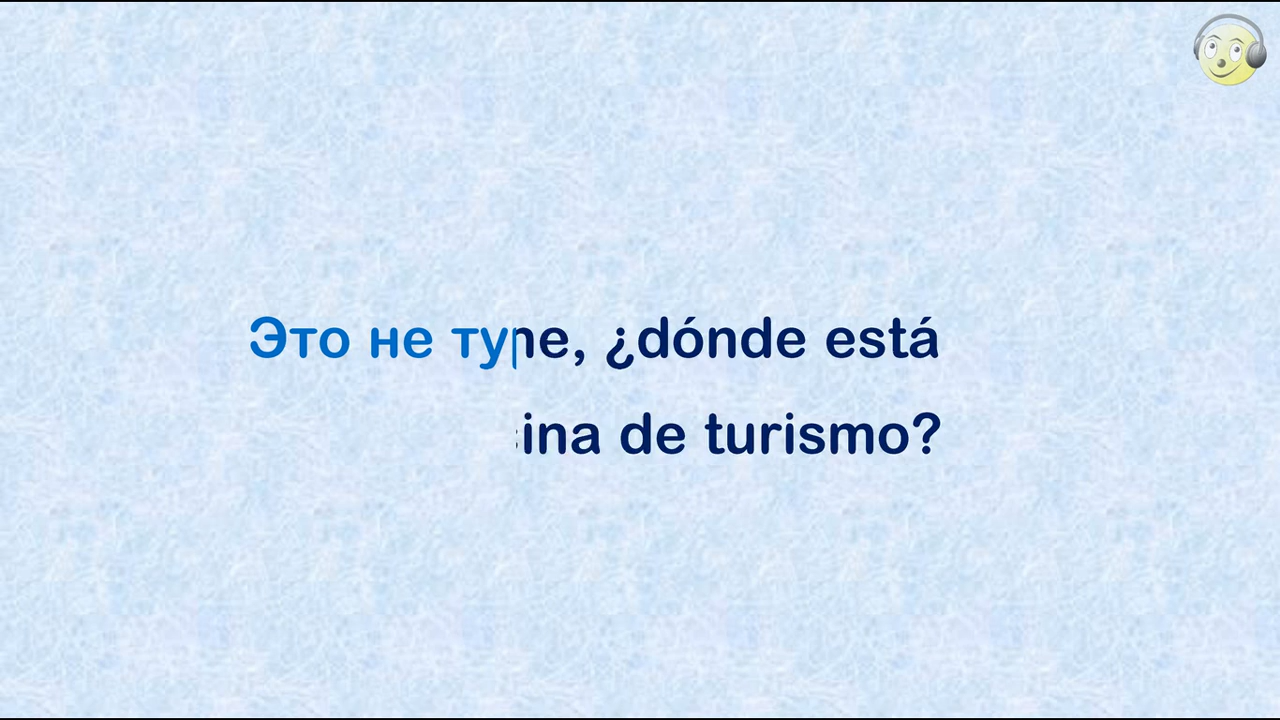 Это не ту ne, ¿dónde está
ina de turismo?